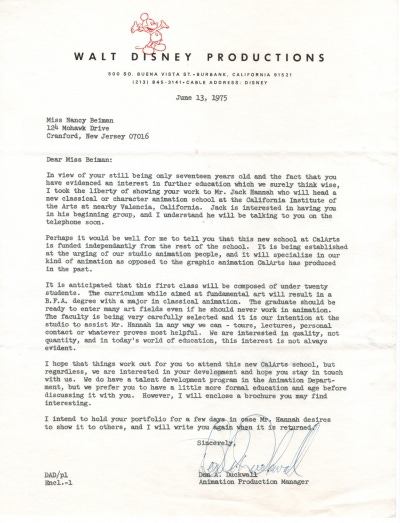 WALT DISNEY PRODUCTIONS
500 SO. BUENA VISTA ST. • BURBANK, CALIFORNIA 91521
(213) 845-3141 • CABLE ADDRESS: DISNEY
June 13, 1975
Miss Nancy Beiman
124 Mohawk Drive
Cranford, New Jersey 07016
Dear Miss Beiman:
In view of your still being only seventeen years old and the fact that you
have evidenced an interest in further education which we surely think wise,
I took the liberty of showing your work to Mr. Jack Hannah who will head a
new classical or character animation school at the California Institute of
the Arts at nearby Valencia, California. Jack is interested in having you
in his beginning group, and I understand he will be talking to you on the
telephone soon.
Perhaps it would be well for me to tell you that this new school at CalArts
is funded independantly from the rest of the school. It is being established
at the urging of our studio animation people, and it will specialize in our
kind of animation as opposed to the graphic animation CalArts has produced
in the past.
It is anticipated that this first class will be composed of under twenty
students. The curriculum while aimed at fundamental art will result in a
B.F.A. degree with a major in classical animation. The graduate should be
ready to enter many art fields even if he should never work in animation.
The faculty is being very carefully selected and it is our intention at the
studio to assist Mr. Hannah in any way we can - tours, lectures, personal
contact or whatever proves most helpful. We are interested in quality, not
quantity, and in today's world of education, this interest is not always
evident.
I hope that things work out for you to attend this new CalArts school, but
regardless, we are interested in your development and hope you stay in touch
with us. We do have a talent development program in the Animation Depart-
ment, but we prefer you to have a little more formal education and age before
discussing it with you. However, I will enclose a brochure you may find
interesting.
I intend to hold your portfolio for a few days in case Mr. Hannah desires
to show it to others, and I will write you again when it is returned.
Sincerely,
Don A. Duckwall
Don A. Duckwall
Animation Production Manager
DAD/pl
Encl.-1